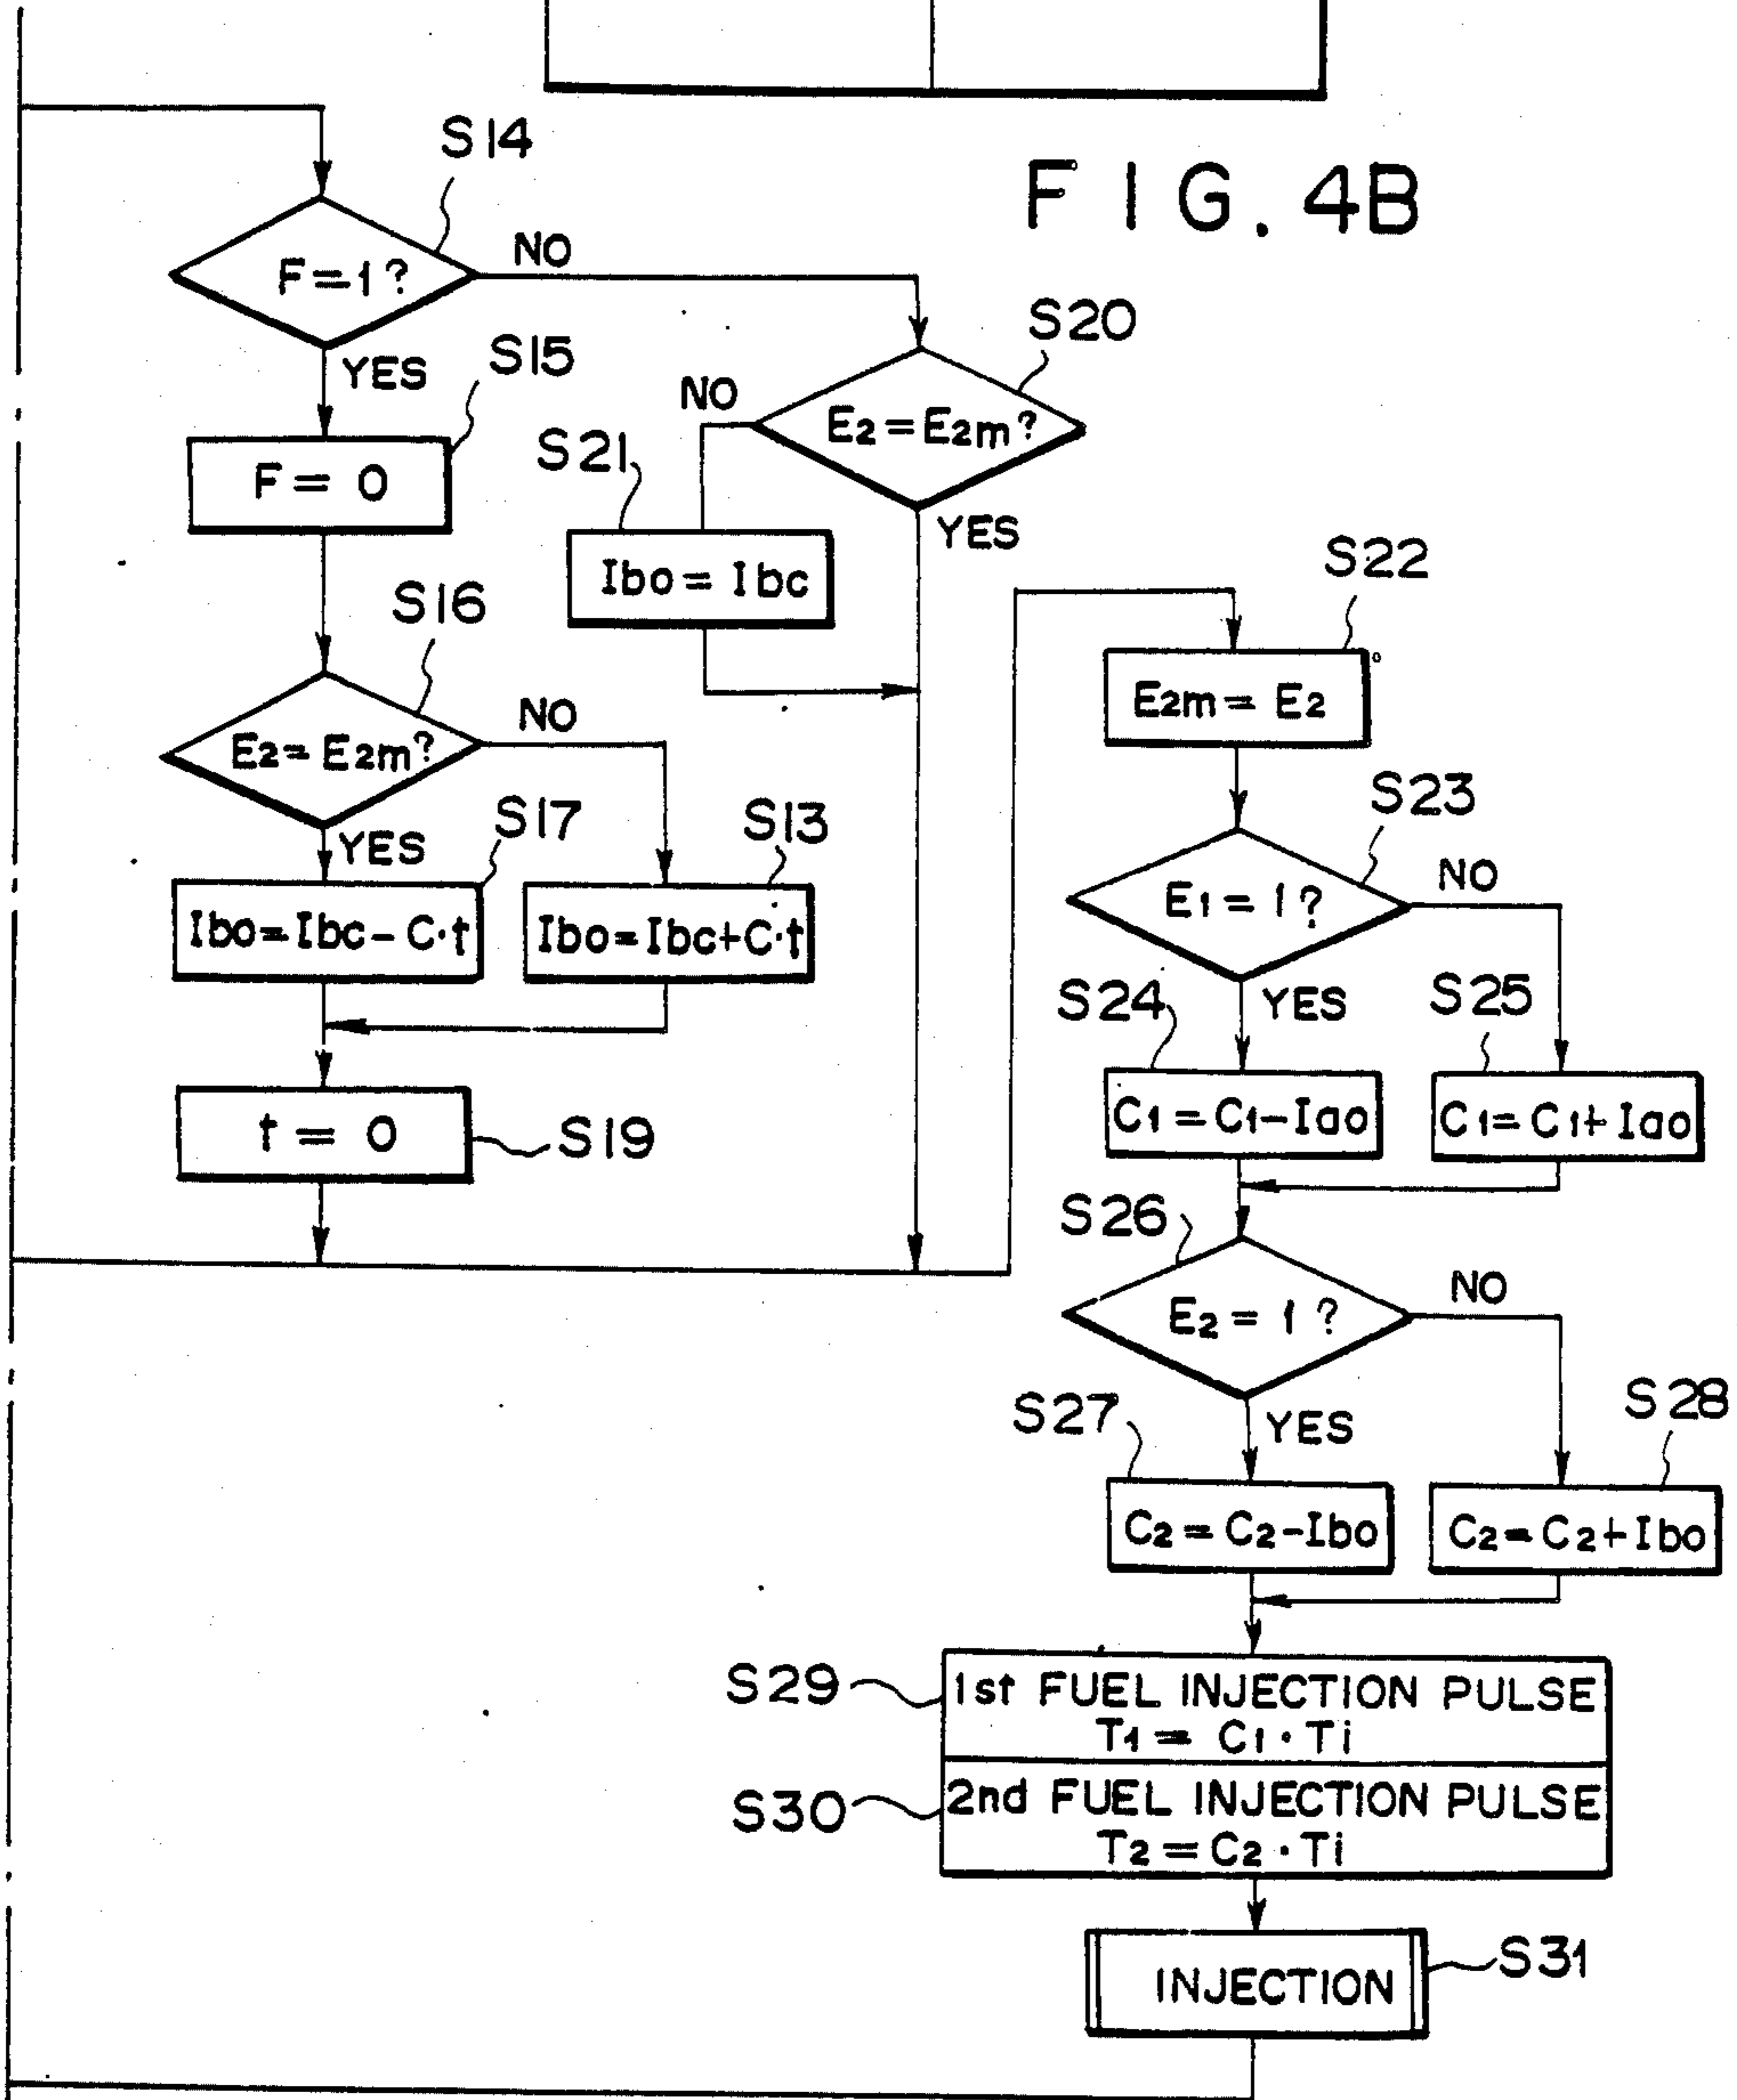 FIG. 4B
S14
F=1?
NO
YES
S15
F = 0
S16
E2 = E2m?
NO
YES
S17
Ibo=Ibc-C·t
S13
Ibo=Ibc+C·t
t = 0
S19
S20
E2 = E2m?
NO
YES
S21
Ibo = Ibc
S22
E2m = E2
S23
E1 = 1?
NO
YES
S24
C1 = C1-Iao
S25
C1 = C1+Iao
S26
E2 = 1?
NO
YES
S27
C2 = C2-Ibo
S28
C2 = C2+Ibo
S29
1st FUEL INJECTION PULSE
T1 = C1·Ti
S30
2nd FUEL INJECTION PULSE
T2 = C2·Ti
INJECTION
S31